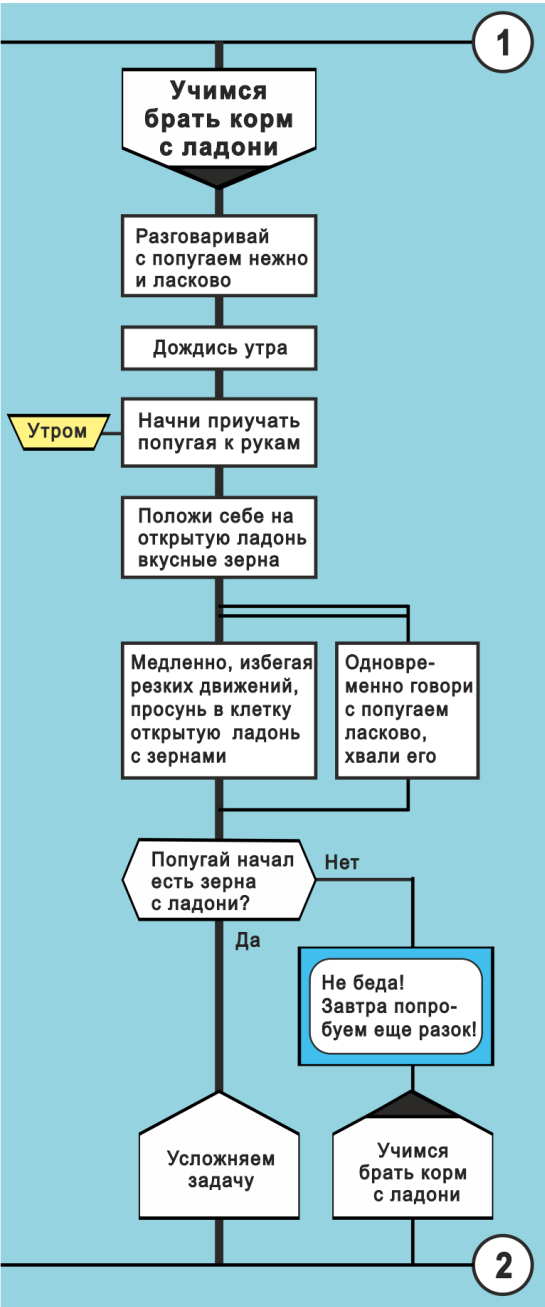 1
Учимся
брать корм
с ладони
Разговаривай
с попугаем нежно
и ласково
Дождись утра
Утром
Начни приучать
попугая к рукам
Положи себе на
открытую ладонь
вкусные зерна
Медленно, избегая
резких движений,
просунь в клетку
открытую ладонь
с зернами
Одновре-
менно говори
с попугаем
ласково,
хвали его
Попугай начал
есть зерна
с ладони?
Нет
Да
Не беда!
Завтра попро-
буем еще разок!
Усложняем
задачу
Учимся
брать корм
с ладони
2